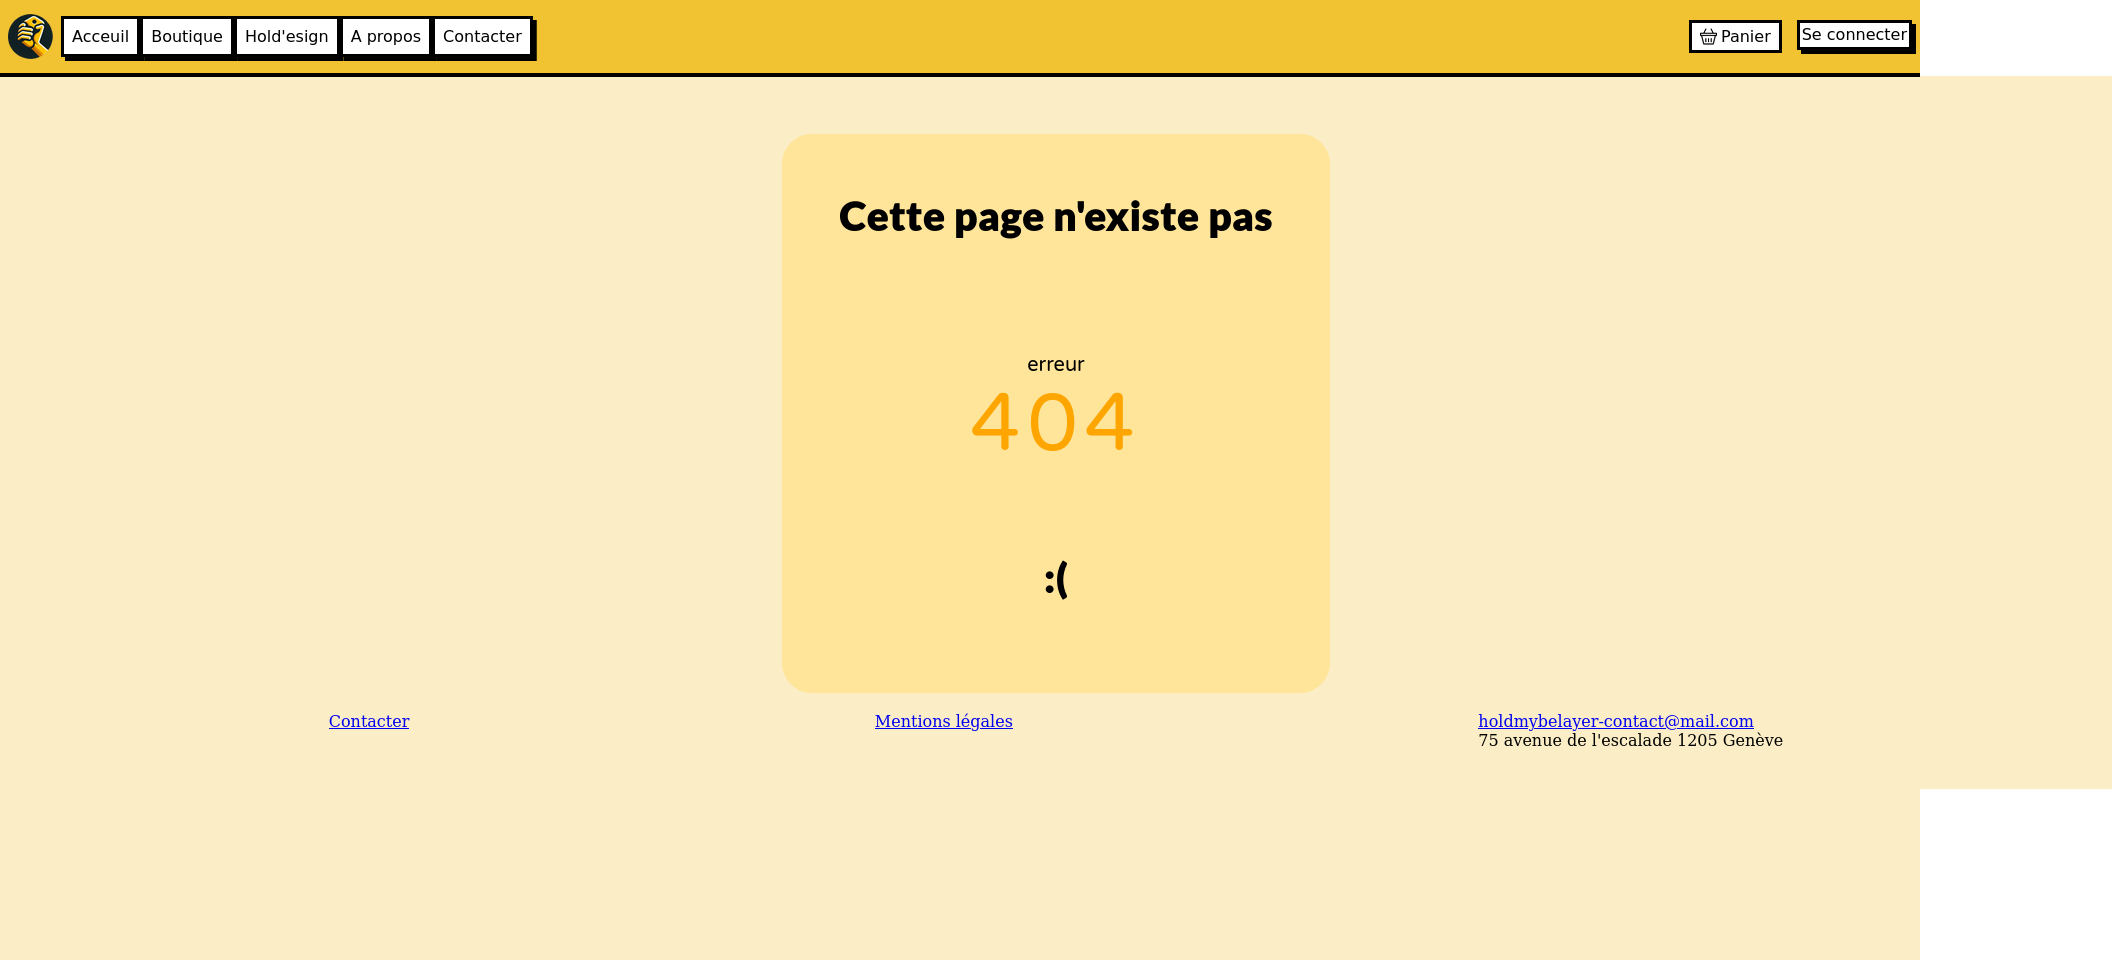 Acceuil Boutique Hold'esign A propos Contacter Panier Se connecter
Cette page n'existe pas
erreur
404
:(
Contacter Mentions légales holdmybelayer-contact@mail.com
75 avenue de l'escalade 1205 Genève